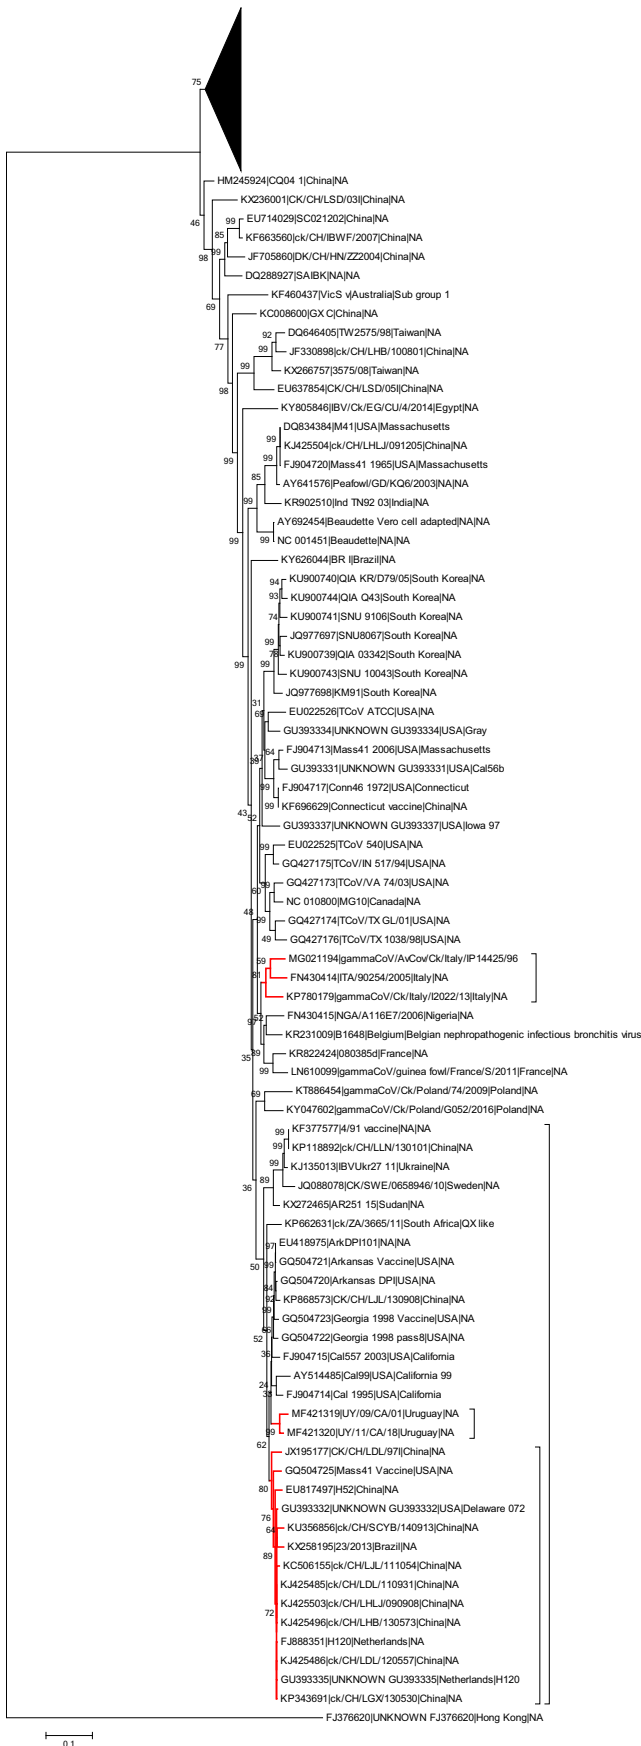 75
HM245924|CQ04 1|China|NA
KX236001|CK/CH/LSD/03I|China|NA
46
EU714029|SC021202|China|NA
99
85
KF663560|ck/CH/IBWF/2007|China|NA
99
98
JF705860|DK/CH/HN/ZZ2004|China|NA
DQ288927|SAIBK|NA|NA
KF460437|VicS v|Australia|Sub group 1
69
KC008600|GX C|China|NA
DQ646405|TW2575/98|Taiwan|NA
92
77
JF330898|ck/CH/LHB/100801|China|NA
99
99
KX266757|3575/08|Taiwan|NA
98
EU637854|CK/CH/LSD/05I|China|NA
KY805846|IBV/Ck/EG/CU/4/2014|Egypt|NA
DQ834384|M41|USA|Massachusetts
99
KJ425504|ck/CH/LHLJ/091205|China|NA
99
99
FJ904720|Mass41 1965|USA|Massachusetts
85
AY641576|Peafowl/GD/KQ6/2003|NA|NA
99
KR902510|Ind TN92 03|India|NA
AY692454|Beaudette Vero cell adapted|NA|NA
99
99
NC 001451|Beaudette|NA|NA
KY626044|BR I|Brazil|NA
KU900740|QIA KR/D79/05|South Korea|NA
94
KU900744|QIA Q43|South Korea|NA
93
KU900741|SNU 9106|South Korea|NA
74
JQ977697|SNU8067|South Korea|NA
99
KU900739|QIA 03342|South Korea|NA
78
99
99
KU900743|SNU 10043|South Korea|NA
JQ977698|KM91|South Korea|NA
31
EU022526|TCoV ATCC|USA|NA
69
GU393334|UNKNOWN GU393334|USA|Gray
FJ904713|Mass41 2006|USA|Massachusetts
64
37
39
GU393331|UNKNOWN GU393331|USA|Cal56b
FJ904717|Conn46 1972|USA|Connecticut
99
99
KF696629|Connecticut vaccine|China|NA
43
52
GU393337|UNKNOWN GU393337|USA|Iowa 97
EU022525|TCoV 540|USA|NA
99
GQ427175|TCoV/IN 517/94|USA|NA
GQ427173|TCoV/VA 74/03|USA|NA
99
60
NC 010800|MG10|Canada|NA
48
GQ427174|TCoV/TX GL/01|USA|NA
99
49
GQ427176|TCoV/TX 1038/98|USA|NA
MG021194|gammaCoV/AvCov/Ck/Italy/IP14425/96
59
FN430414|ITA/90254/2005|Italy|NA
81
KP780179|gammaCoV/Ck/Italy/I2022/13|Italy|NA
FN430415|NGA/A116E7/2006|Nigeria|NA
52
97
KR231009|B1648|Belgium|Belgian nephropathogenic infectious bronchitis virus
KR822424|080385d|France|NA
89
35
99
LN610099|gammaCoV/guinea fowl/France/S/2011|France|NA
KT886454|gammaCoV/Ck/Poland/74/2009|Poland|NA
69
KY047602|gammaCoV/Ck/Poland/G052/2016|Poland|NA
KF377577|4/91 vaccine|NA|NA
99
KP118892|ck/CH/LLN/130101|China|NA
99
KJ135013|IBVUkr27 11|Ukraine|NA
99
89
36
JQ088078|CK/SWE/0658946/10|Sweden|NA
KX272465|AR251 15|Sudan|NA
KP662631|ck/ZA/3665/11|South Africa|QX like
EU418975|ArkDPI101|NA|NA
97
GQ504721|Arkansas Vaccine|USA|NA
99
50
GQ504720|Arkansas DPI|USA|NA
84
KP868573|CK/CH/LJL/130908|China|NA
92
99
GQ504723|Georgia 1998 Vaccine|USA|NA
66
52
GQ504722|Georgia 1998 pass8|USA|NA
36
FJ904715|Cal557 2003|USA|California
AY514485|Cal99|USA|California 99
24
33
FJ904714|Cal 1995|USA|California
MF421319|UY/09/CA/01|Uruguay|NA
99
MF421320|UY/11/CA/18|Uruguay|NA
62
JX195177|CK/CH/LDL/97I|China|NA
GQ504725|Mass41 Vaccine|USA|NA
80
EU817497|H52|China|NA
GU393332|UNKNOWN GU393332|USA|Delaware 072
76
KU356856|ck/CH/SCYB/140913|China|NA
64
KX258195|23/2013|Brazil|NA
89
KC506155|ck/CH/LJL/111054|China|NA
KJ425485|ck/CH/LDL/110931|China|NA
KJ425503|ck/CH/LHLJ/090908|China|NA
72
KJ425496|ck/CH/LHB/130573|China|NA
FJ888351|H120|Netherlands|NA
KJ425486|ck/CH/LDL/120557|China|NA
GU393335|UNKNOWN GU393335|Netherlands|H120
KP343691|ck/CH/LGX/130530|China|NA
FJ376620|UNKNOWN FJ376620|Hong Kong|NA
0.1